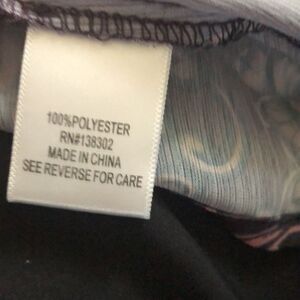 100%POLYESTER
RN#138302
MADE IN CHINA
SEE REVERSE FOR CARE